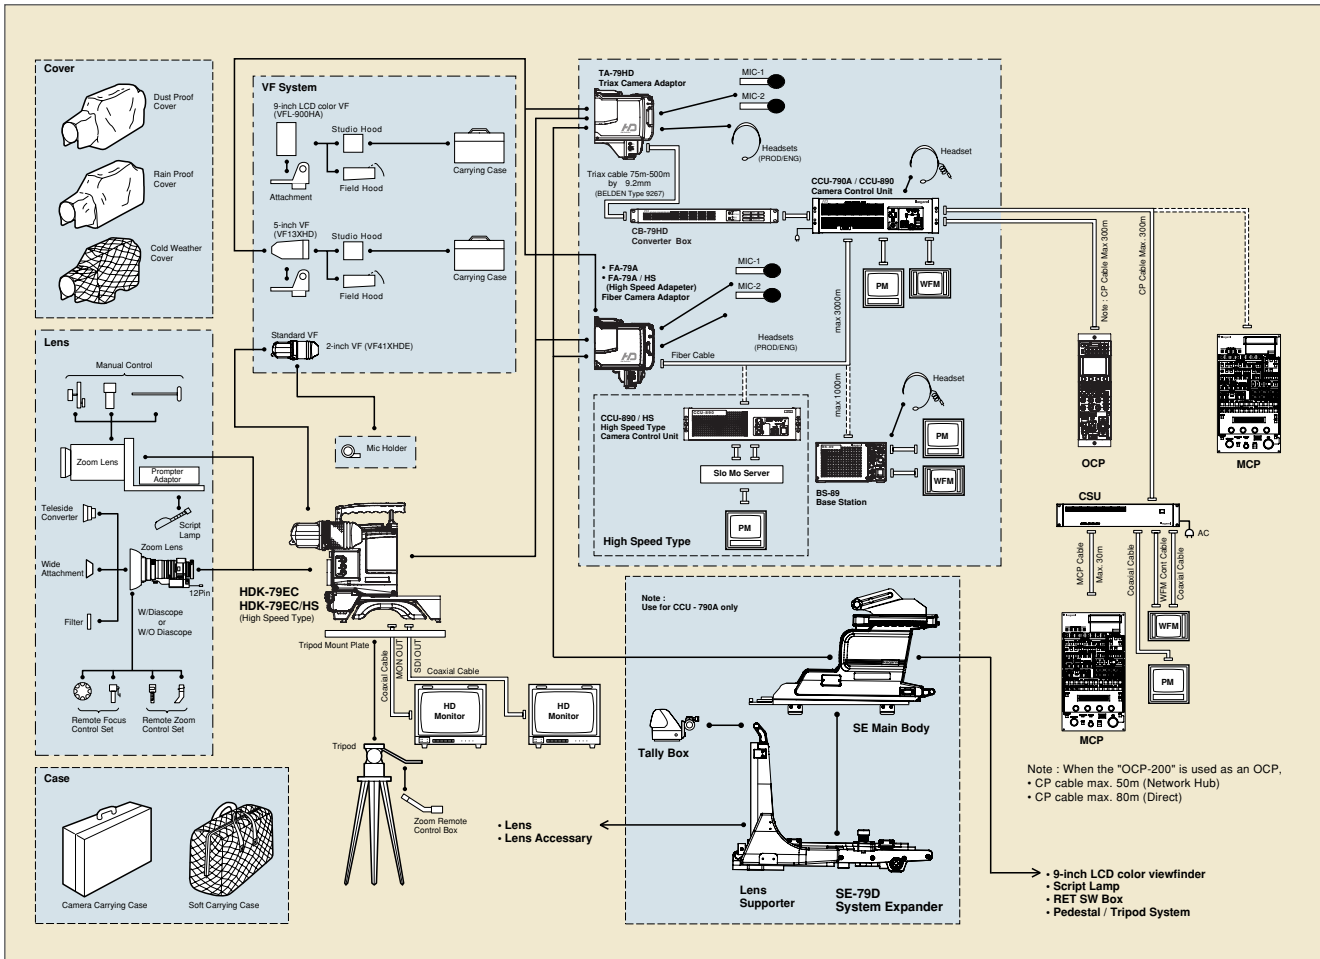 Cover
Dust Proof
Cover
Rain Proof
Cover
Cold Weather
Cover
VF System
9-inch LCD color VF
(VFL-900HA)
Studio Hood
Carrying Case
Attachment
Field Hood
5-inch VF
(VF13XHD)
Studio Hood
Carrying Case
Field Hood
Standard VF
2-inch VF (VF41XHDE)
Mic Holder
Lens
Manual Control
Zoom Lens
Prompter
Adaptor
Teleside
Converter
Script
Lamp
Zoom Lens
Wide
Attachment
12Pin
Filter
W/Diascope
or
W/O Diascope
Remote Focus
Control Set
Remote Zoom
Control Set
HDK-79EC
HDK-79EC/HS
(High Speed Type)
Tripod Mount Plate
Coaxial Cable
MON OUT
SDI OUT
Coaxial Cable
HD
Monitor
HD
Monitor
Tripod
Zoom Remote
Control Box
Case
Camera Carrying Case
Soft Carrying Case
TA-79HD
Triax Camera Adaptor
MIC-1
MIC-2
HD
Headsets
(PROD/ENG)
Triax cable 75m-500m
by 9.2mm
(BELDEN Type 9267)
CB-79HD
Converter Box
Headset
CCU-790A / CCU-890
Camera Control Unit
PM
WFM
• FA-79A
• FA-79A / HS
(High Speed Adapeter)
Fiber Camera Adaptor
MIC-1
MIC-2
HD
Headsets
(PROD/ENG)
Fiber Cable
max 3000m
max 1000m
CCU-890 / HS
High Speed Type
Camera Control Unit
CCU-890
Slo Mo Server
PM
High Speed Type
Headset
PM
WFM
BS-89
Base Station
Note : CP Cable Max 300m
CP Cable Max. 300m
OCP
MCP
CSU
AC
MCP Cable
Max. 30m
Coaxial Cable
WFM Cont Cable
Coaxial Cable
WFM
PM
MCP
Note : When the "OCP-200" is used as an OCP,
• CP cable max. 50m (Network Hub)
• CP cable max. 80m (Direct)
Note :
Use for CCU - 790A only
SE Main Body
Tally Box
Lens
Supporter
SE-79D
System Expander
• Lens
• Lens Accessary
• 9-inch LCD color viewfinder
• Script Lamp
• RET SW Box
• Pedestal / Tripod System